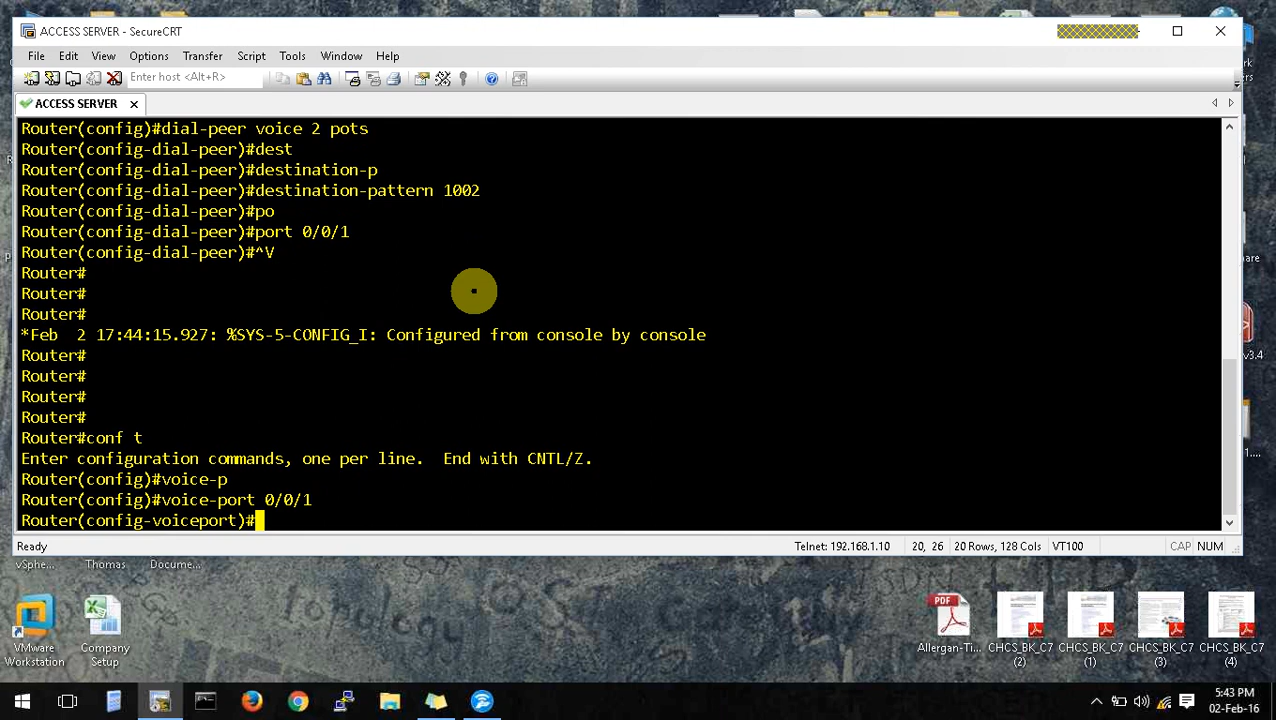 ACCESS SERVER - SecureCRT
File Edit View Options Transfer Script Tools Window Help
Enter host <Alt+R>
ACCESS SERVER
Router(config)#dial-peer voice 2 pots
Router(config-dial-peer)#dest
Router(config-dial-peer)#destination-p
Router(config-dial-peer)#destination-pattern 1002
Router(config-dial-peer)#po
Router(config-dial-peer)#port 0/0/1
Router(config-dial-peer)#^V
Router#
Router#
Router#
*Feb  2 17:44:15.927: %SYS-5-CONFIG_I: Configured from console by console
Router#
Router#
Router#
Router#
Router#conf t
Enter configuration commands, one per line.  End with CNTL/Z.
Router(config)#voice-p
Router(config)#voice-port 0/0/1
Router(config-voiceport)#
Ready
Telnet: 192.168.1.10 20, 26 20 Rows, 128 Cols VT100 CAP NUM
vSphe... Thomas Docume...
VMware Workstation
Company Setup
PDF
Allergan-Ti...
CHCS_BK_C7 (2)
CHCS_BK_C7 (1)
CHCS_BK_C7 (3)
CHCS_BK_C7 (4)
v3.4
5:43 PM
02-Feb-16